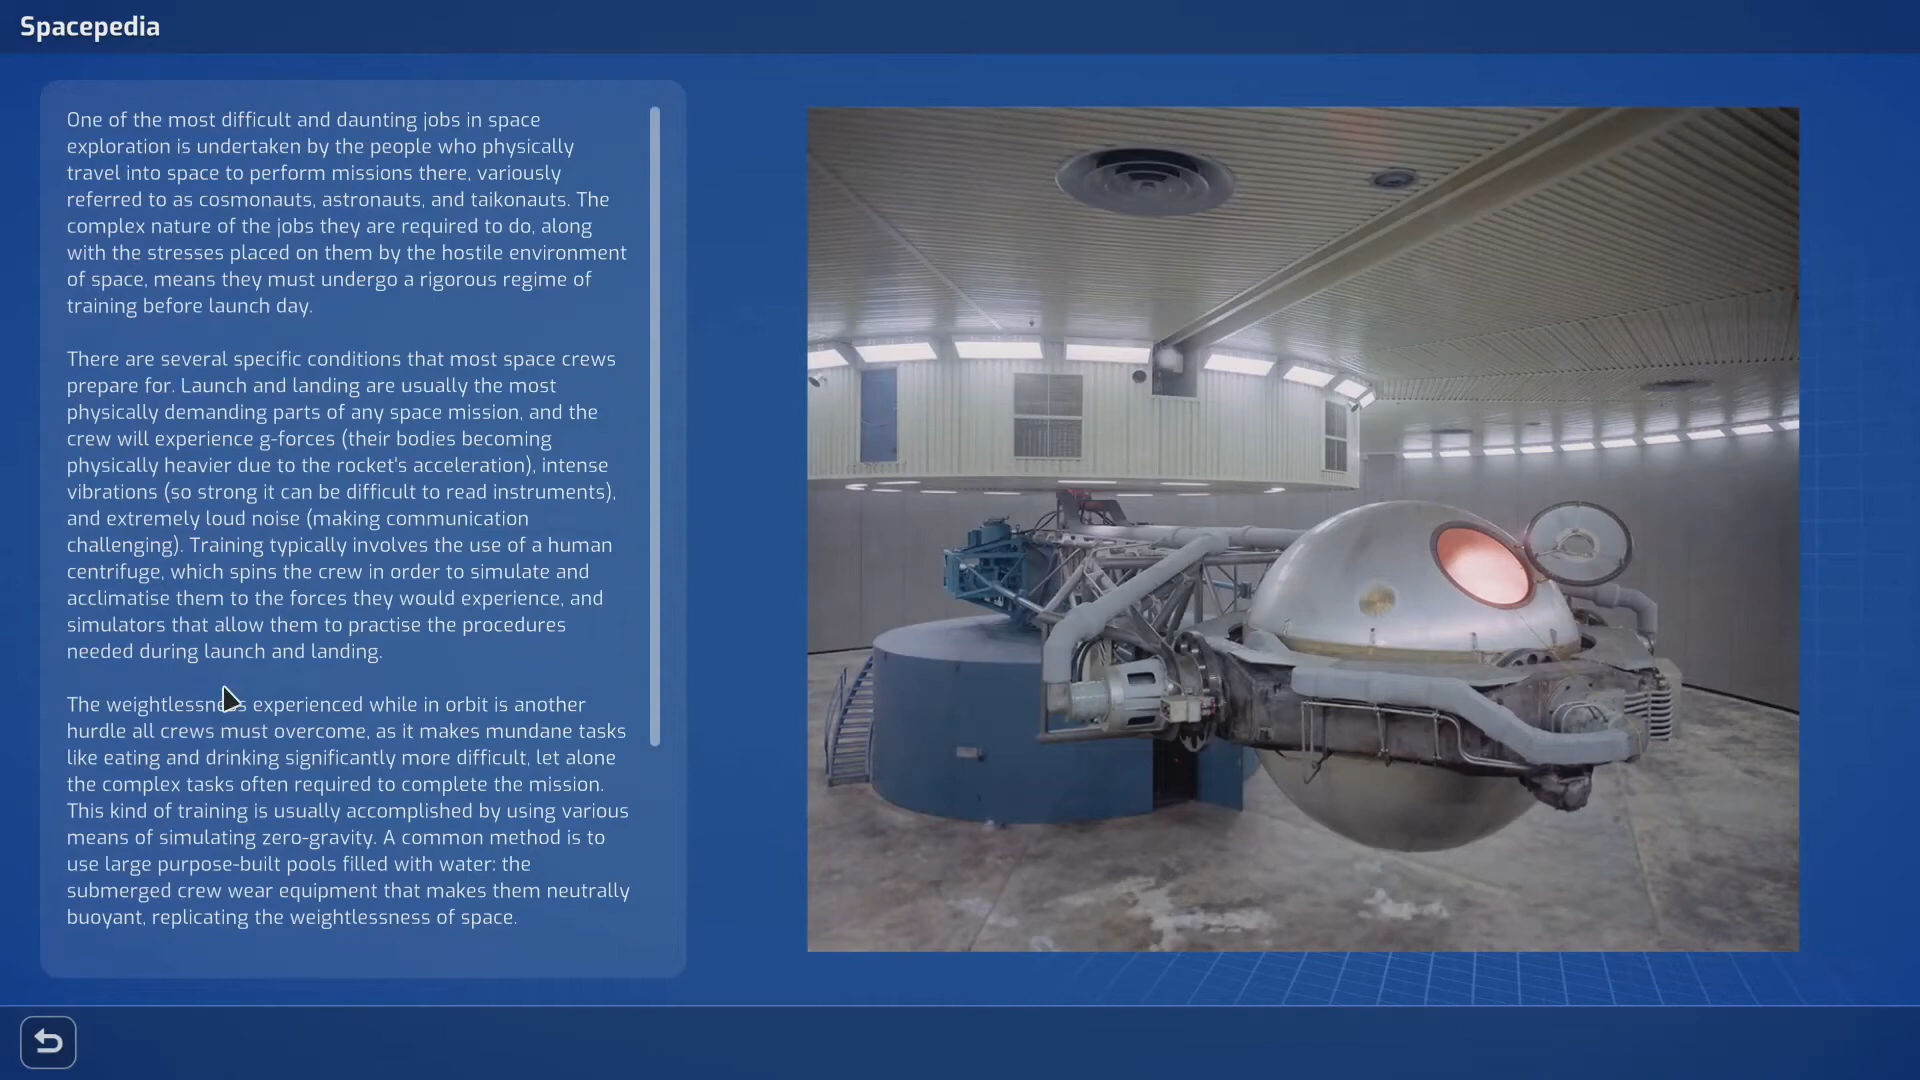 Spacepedia
One of the most difficult and daunting jobs in space
exploration is undertaken by the people who physically
travel into space to perform missions there, variously
referred to as cosmonauts, astronauts, and taikonauts. The
complex nature of the jobs they are required to do, along
with the stresses placed on them by the hostile environment
of space, means they must undergo a rigorous regime of
training before launch day.
There are several specific conditions that most space crews
prepare for. Launch and landing are usually the most
physically demanding parts of any space mission, and the
crew will experience g-forces (their bodies becoming
physically heavier due to the rocket's acceleration), intense
vibrations (so strong it can be difficult to read instruments),
and extremely loud noise (making communication
challenging). Training typically involves the use of a human
centrifuge, which spins the crew in order to simulate and
acclimatise them to the forces they would experience, and
simulators that allow them to practise the procedures
needed during launch and landing.
The weightlessness experienced while in orbit is another
hurdle all crews must overcome, as it makes mundane tasks
like eating and drinking significantly more difficult, let alone
the complex tasks often required to complete the mission.
This kind of training is usually accomplished by using various
means of simulating zero-gravity. A common method is to
use large purpose-built pools filled with water: the
submerged crew wear equipment that makes them neutrally
buoyant, replicating the weightlessness of space.